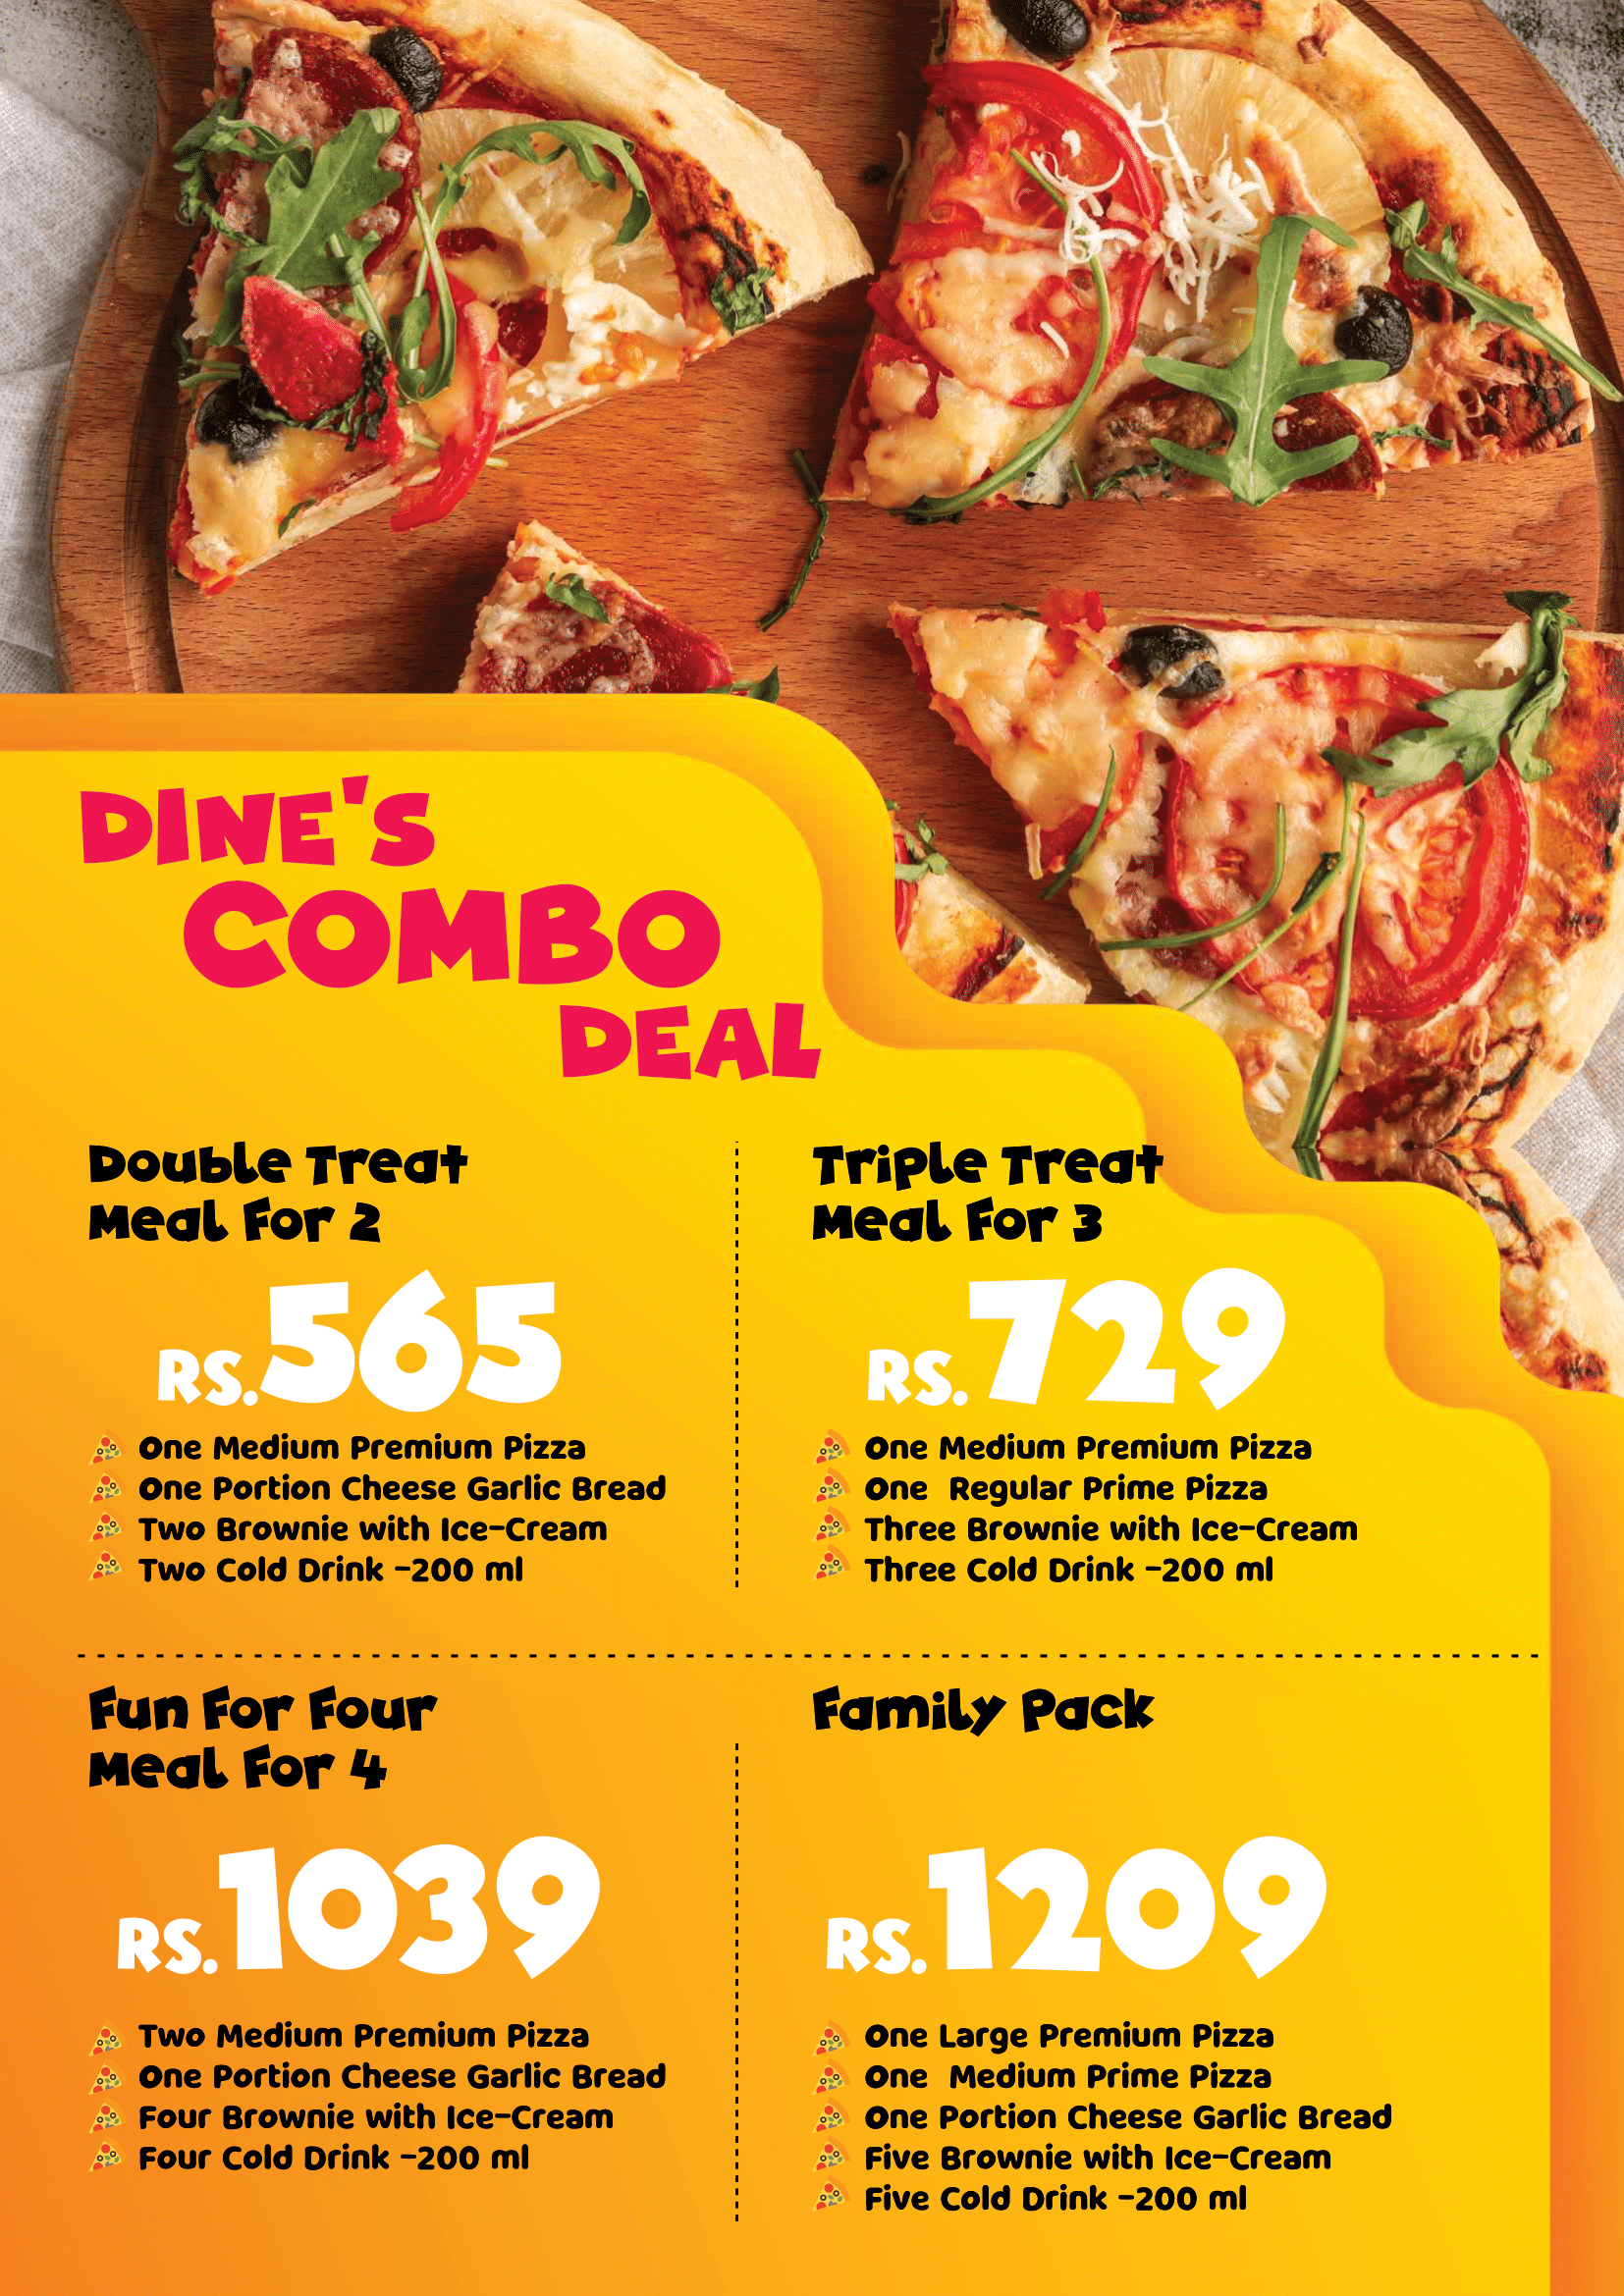 DINE'S
COMBO
DEAL
Double Treat
Meal For 2
RS.565
One Medium Premium Pizza
One Portion Cheese Garlic Bread
Two Brownie with Ice-Cream
Two Cold Drink -200 ml
Triple Treat
Meal For 3
RS.729
One Medium Premium Pizza
One Regular Prime Pizza
Three Brownie with Ice-Cream
Three Cold Drink -200 ml
Fun For Four
Meal For 4
RS.1039
Two Medium Premium Pizza
One Portion Cheese Garlic Bread
Four Brownie with Ice-Cream
Four Cold Drink -200 ml
Family Pack
RS.1209
One Large Premium Pizza
One Medium Prime Pizza
One Portion Cheese Garlic Bread
Five Brownie with Ice-Cream
Five Cold Drink -200 ml